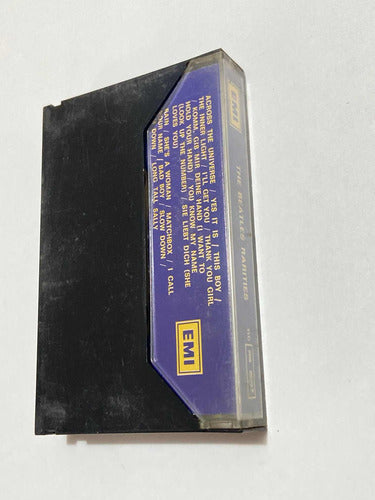 EMI
THE BEATLES RARITIES
ACROSS THE UNIVERSE / YES IT IS / THIS BOY /
THE INNER LIGHT / I'LL GET YOU / THANK YOU GIRL
/ KOMM, GIB MIR DEINE HAND (I WANT TO
HOLD YOUR HAND) / YOU KNOW MY NAME
(LOOK UP THE NUMBER) / SIE LIEBT DICH (SHE
LOVES YOU)
RAIN / SHE'S A WOMAN / MATCHBOX / I CALL
YOUR NAME / BAD BOY / SLOW DOWN /
DOWN / LONG TALL SALLY
EMI